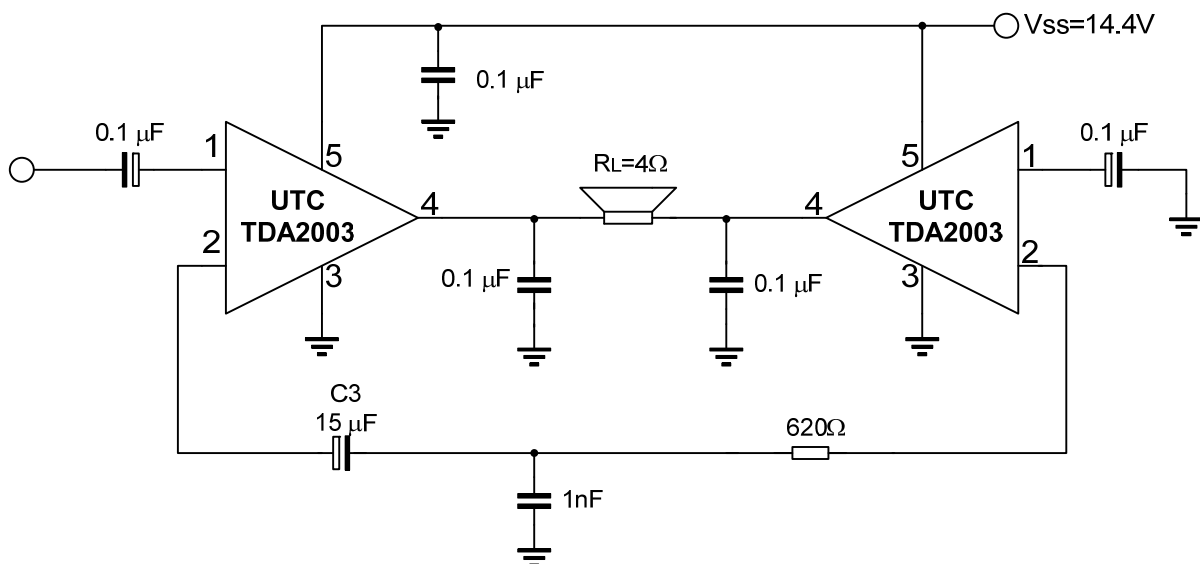 Vss=14.4V
0.1 µF
0.1 µF
1
5
RL=4Ω
5
1
0.1 µF
UTC
TDA2003
4
4
UTC
TDA2003
2
3
0.1 µF
0.1 µF
3
2
C3
15 µF
620Ω
1nF